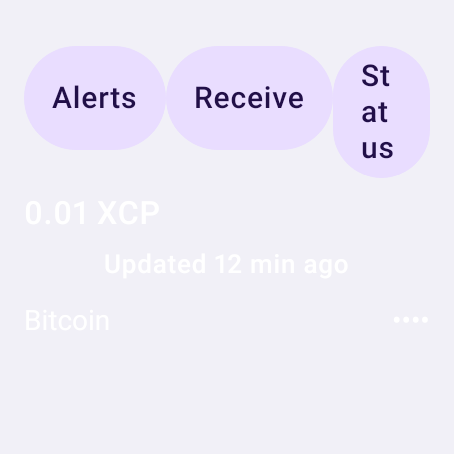 Alerts Receive St
at
us
0.01 XCP
Updated 12 min ago
Bitcoin ••••